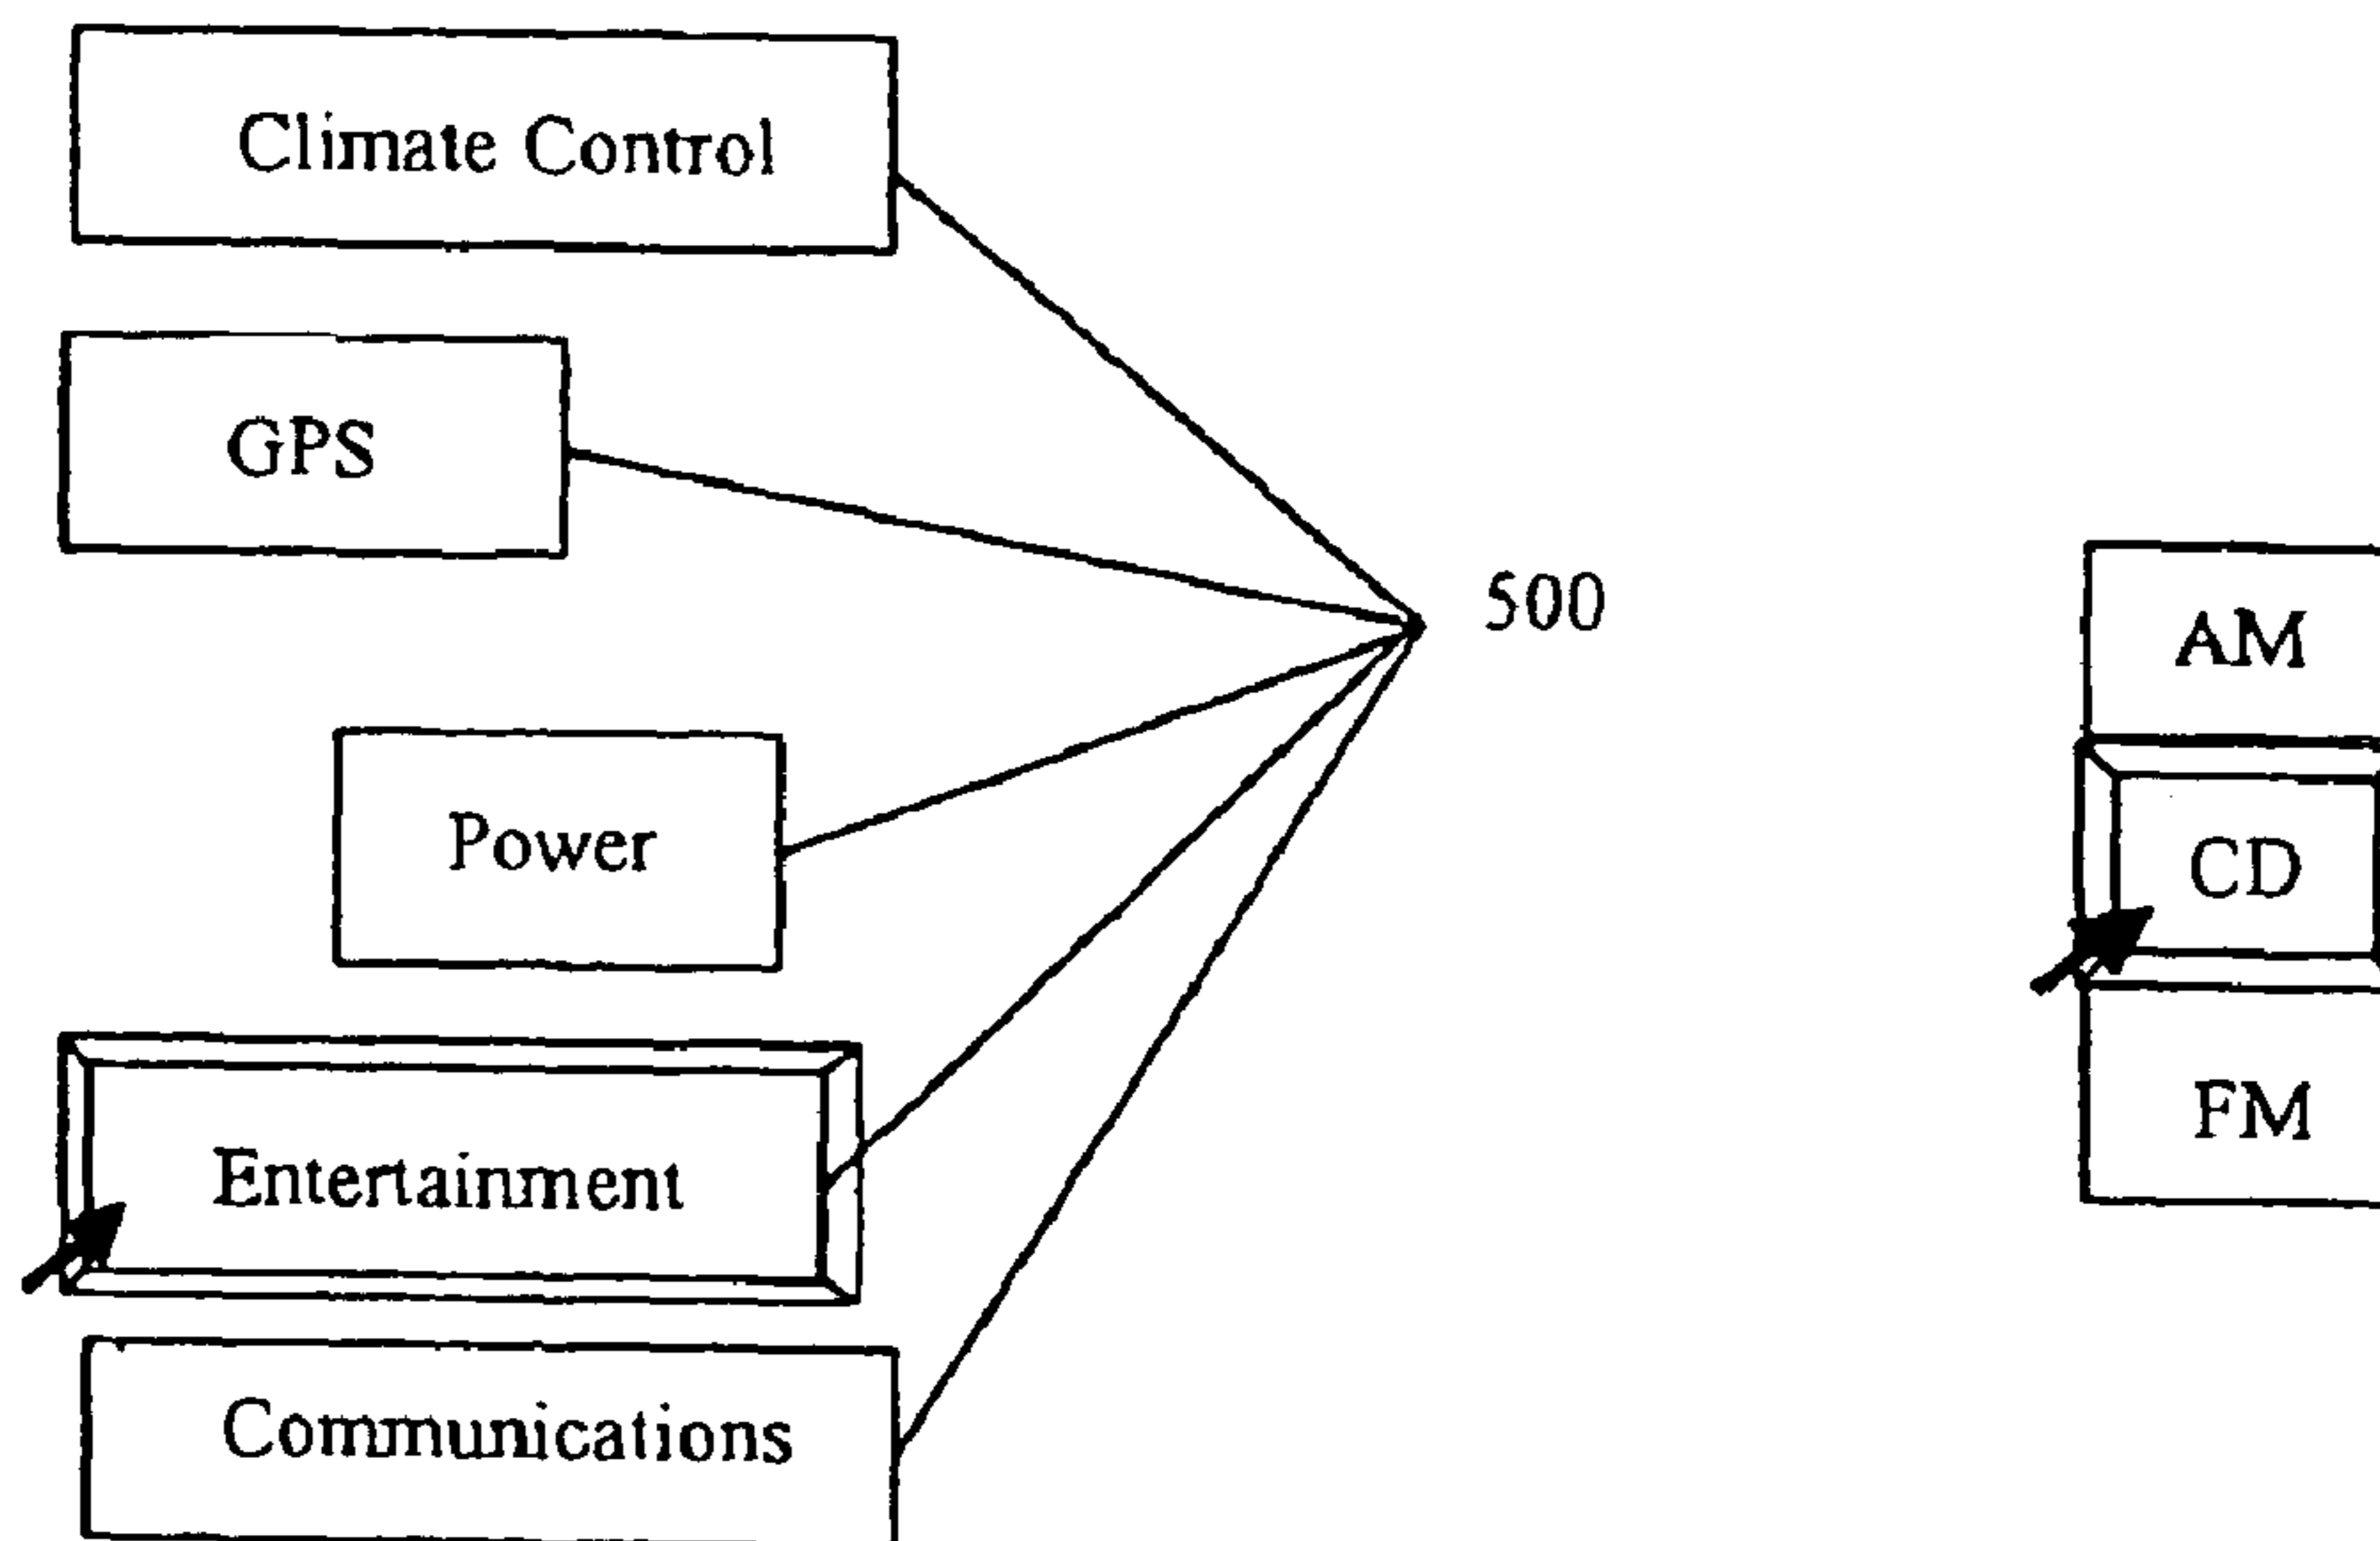 Climate Control
GPS
500
Power
Entertainment
Communications
AM
CD
FM